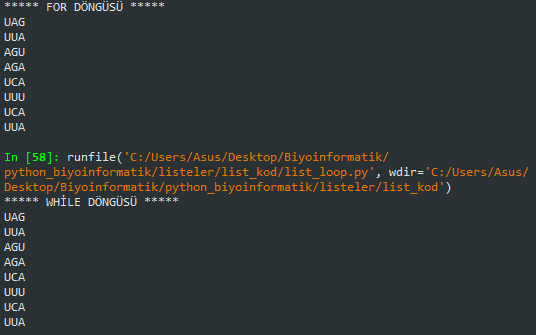 ***** FOR DÖNGÜSÜ *****
UAG
UUA
AGU
AGA
UCA
UUU
UCA
UUA
In [58]: runfile('C:/Users/Asus/Desktop/Biyoinformatik/
python_biyoinformatik/listeler/list_kod/list_loop.py', wdir='C:/Users/Asus/
Desktop/Biyoinformatik/python_biyoinformatik/listeler/list_kod')
***** WHİLE DÖNGÜSÜ *****
UAG
UUA
AGU
AGA
UCA
UUU
UCA
UUA